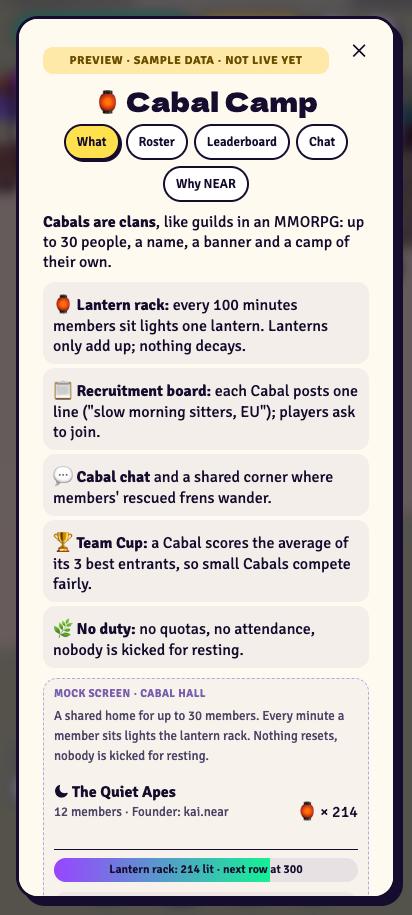 PREVIEW · SAMPLE DATA · NOT LIVE YET
Cabal Camp
What
Roster
Leaderboard
Chat
Why NEAR
Cabals are clans, like guilds in an MMORPG: up
to 30 people, a name, a banner and a camp of
their own.
Lantern rack: every 100 minutes
members sit lights one lantern. Lanterns
only add up; nothing decays.
Recruitment board: each Cabal posts one
line ("slow morning sitters, EU"); players ask
to join.
Cabal chat and a shared corner where
members' rescued frens wander.
Team Cup: a Cabal scores the average of
its 3 best entrants, so small Cabals compete
fairly.
No duty: no quotas, no attendance,
nobody is kicked for resting.
MOCK SCREEN · CABAL HALL
A shared home for up to 30 members. Every minute a
member sits lights the lantern rack. Nothing resets,
nobody is kicked for resting.
The Quiet Apes
12 members · Founder: kai.near
× 214
Lantern rack: 214 lit · next row at 300